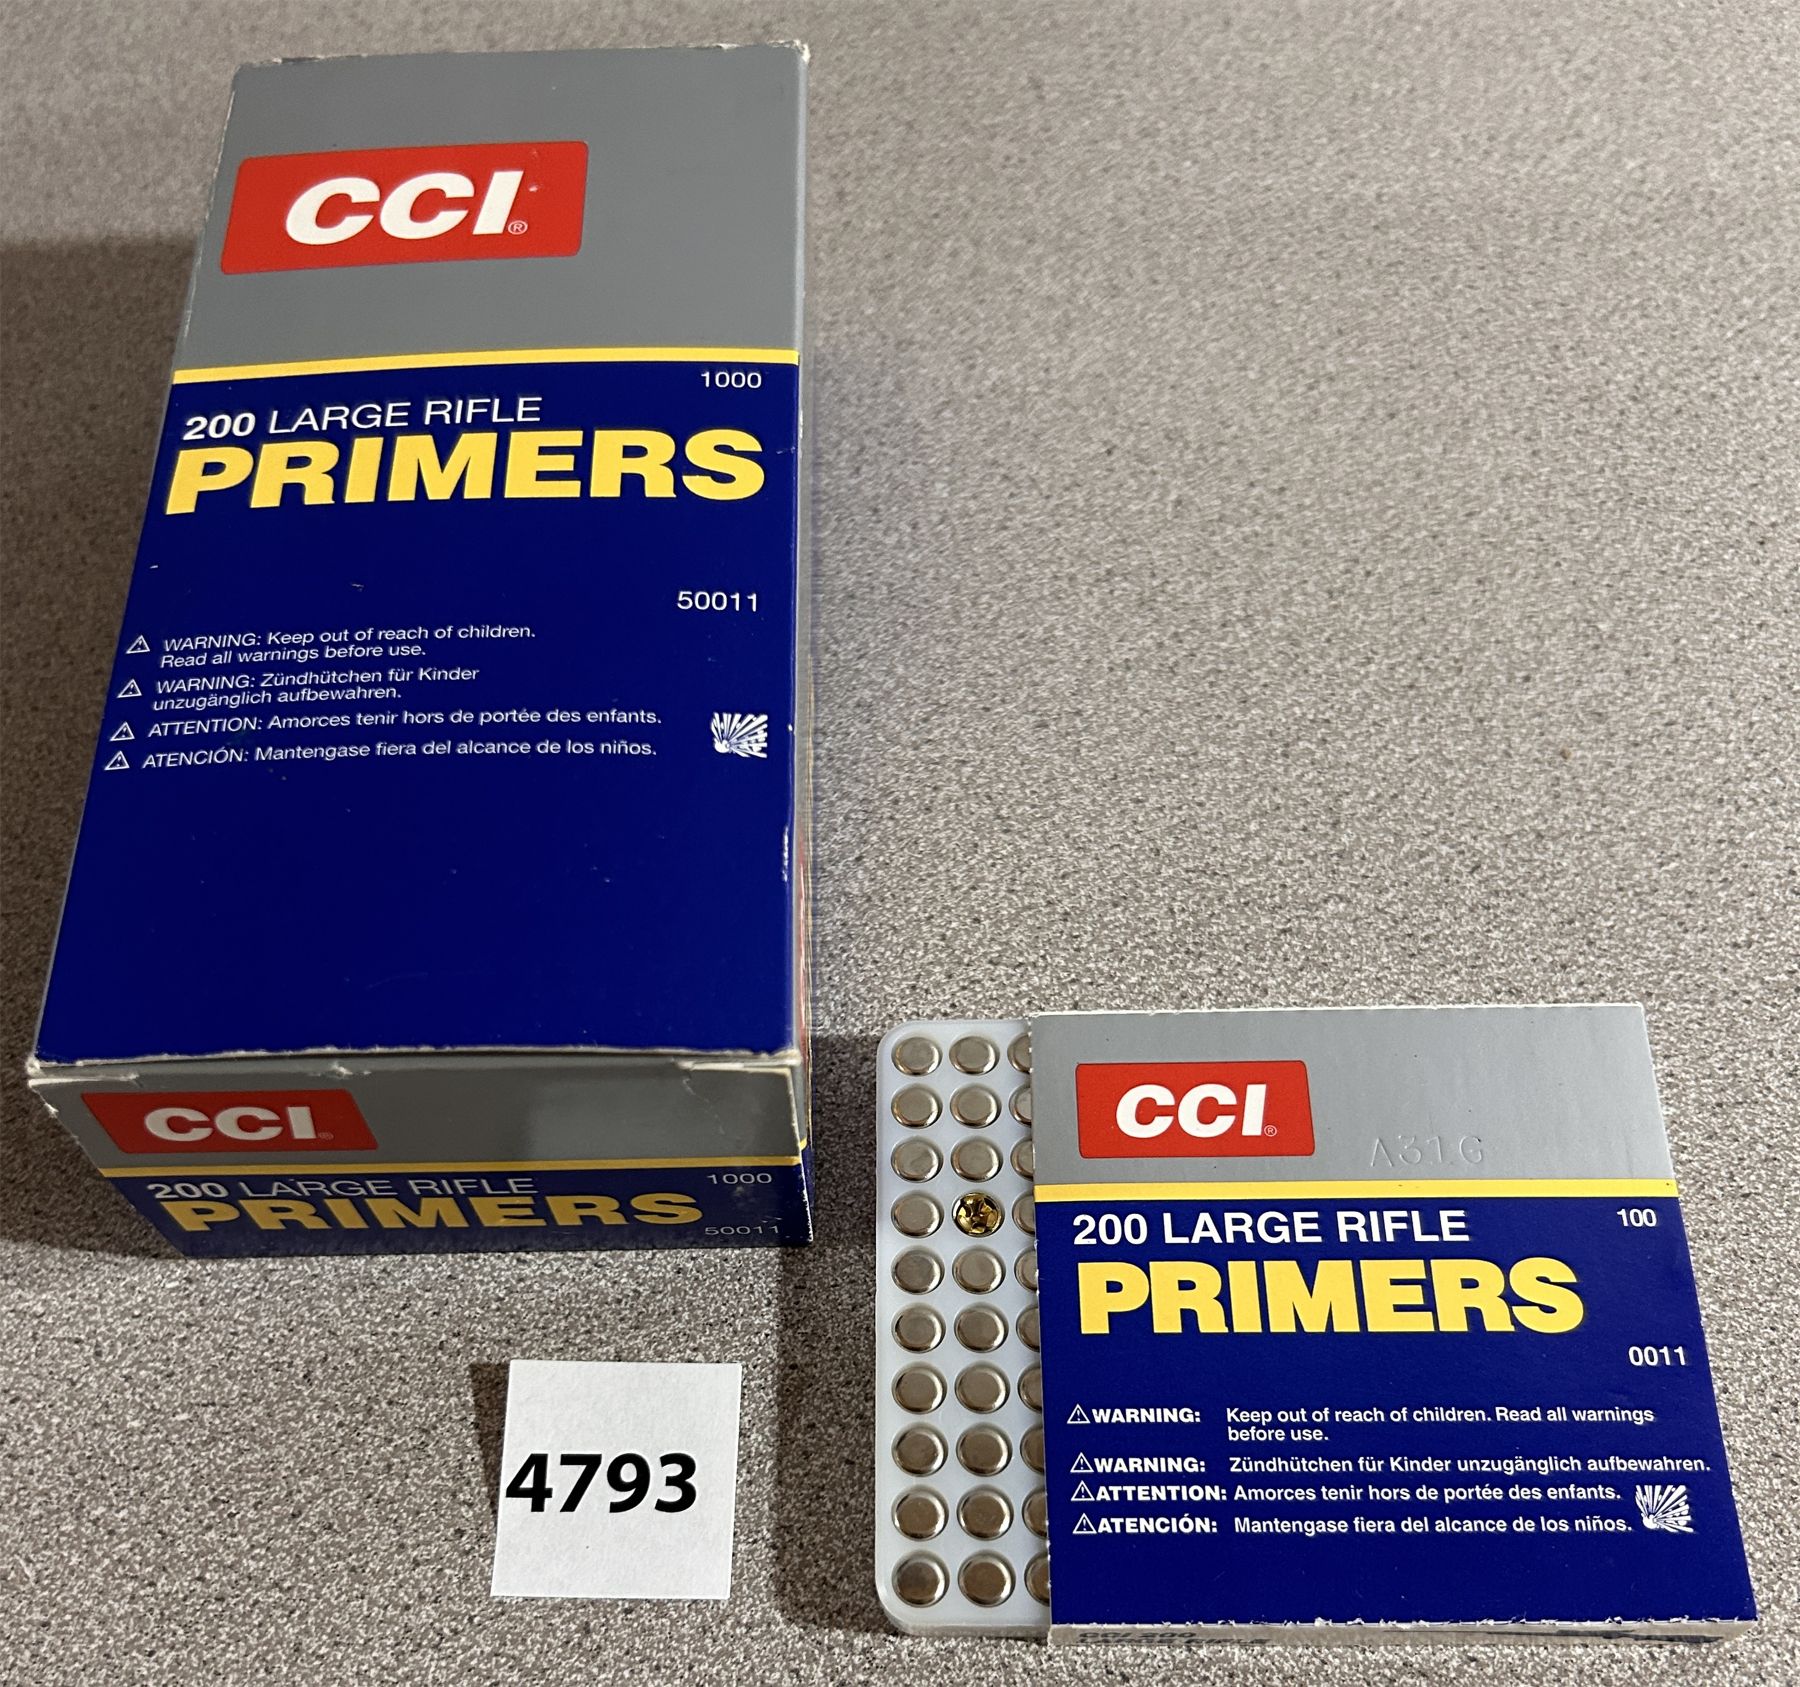 CCI®
1000
200 LARGE RIFLE
PRIMERS
50011
WARNING: Keep out of reach of children.
Read all warnings before use.
WARNING: Zündhütchen für Kinder
unzugänglich aufbewahren.
ATTENTION: Amorces tenir hors de portée des enfants.
ATENCIÓN: Mantengase fiera del alcance de los niños.
CCI®
1000
200 LARGE RIFLE
PRIMERS
50011
4793
CCI®
A31G
200 LARGE RIFLE
100
PRIMERS
0011
WARNING: Keep out of reach of children. Read all warnings
before use.
WARNING: Zündhütchen für Kinder unzugänglich aufbewahren.
ATTENTION: Amorces tenir hors de portée des enfants.
ATENCIÓN: Mantengase fiera del alcance de los niños.